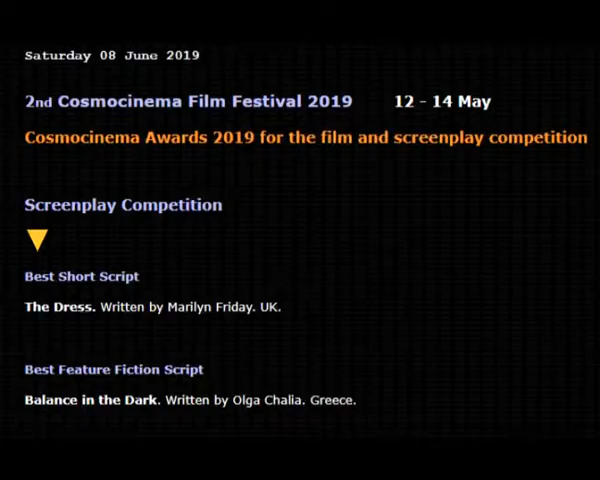 Saturday 08 June 2019
2nd Cosmocinema Film Festival 2019 12 - 14 May
Cosmocinema Awards 2019 for the film and screenplay competition
Screenplay Competition
Best Short Script
The Dress. Written by Marilyn Friday. UK.
Best Feature Fiction Script
Balance in the Dark. Written by Olga Chalia. Greece.